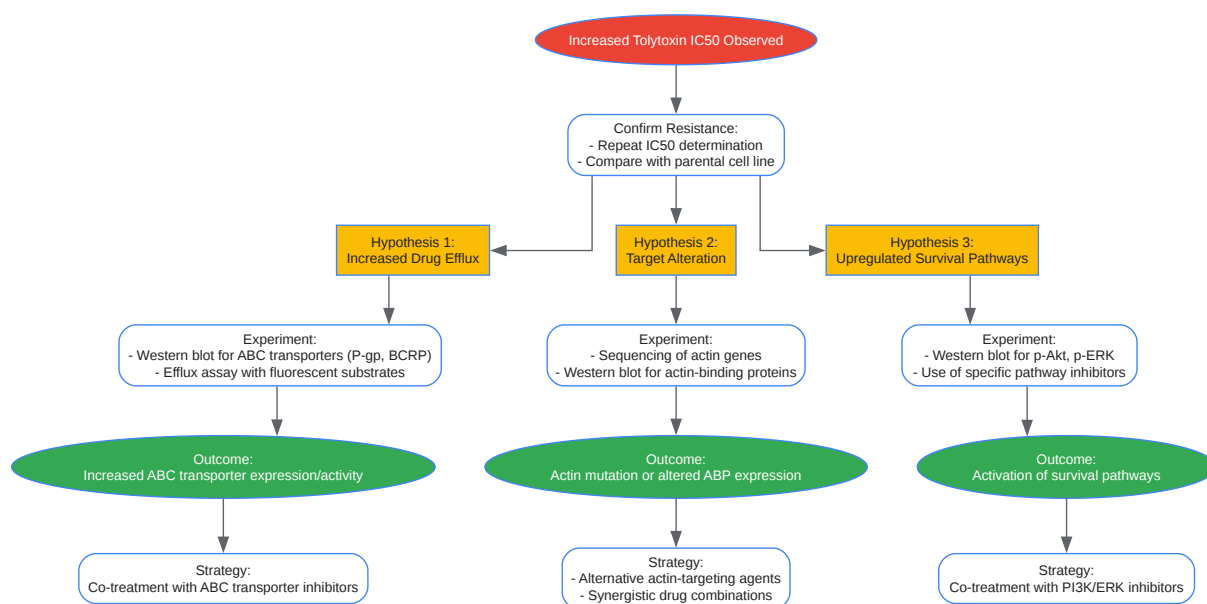 Increased Tolytoxin IC50 Observed
Confirm Resistance:
- Repeat IC50 determination
- Compare with parental cell line
Hypothesis 1:
Increased Drug Efflux
Hypothesis 2:
Target Alteration
Hypothesis 3:
Upregulated Survival Pathways
Experiment:
- Western blot for ABC transporters (P-gp, BCRP)
- Efflux assay with fluorescent substrates
Experiment:
- Sequencing of actin genes
- Western blot for actin-binding proteins
Experiment:
- Western blot for p-Akt, p-ERK
- Use of specific pathway inhibitors
Outcome:
Increased ABC transporter expression/activity
Outcome:
Actin mutation or altered ABP expression
Outcome:
Activation of survival pathways
Strategy:
Co-treatment with ABC transporter inhibitors
Strategy:
- Alternative actin-targeting agents
- Synergistic drug combinations
Strategy:
Co-treatment with PI3K/ERK inhibitors